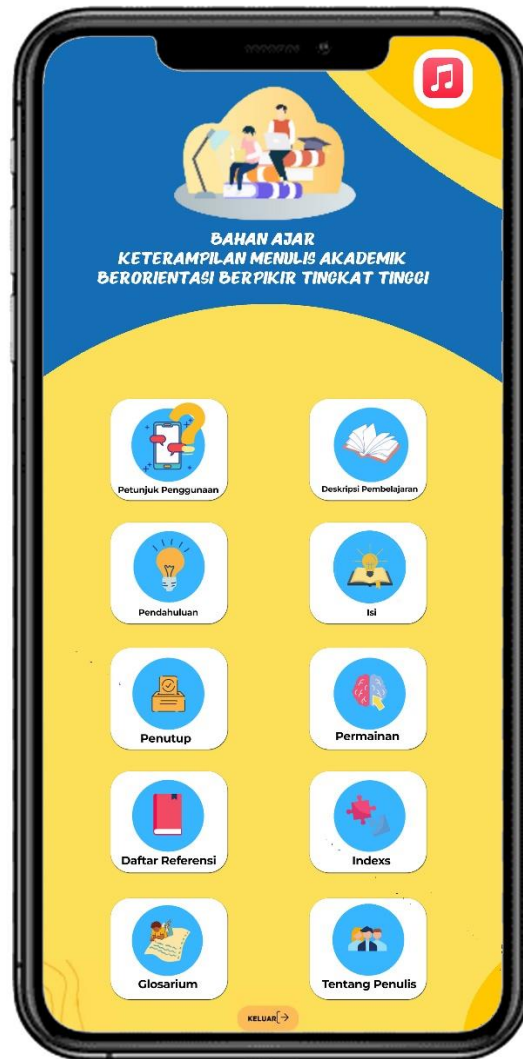 BAHAN AJAR
KETERAMPILAN MENULIS AKADEMIK
BERORIENTASI BERPIKIR TINGKAT TINGGI
Petunjuk Penggunaan
Deskripsi Pembelajaran
Pendahuluan
Isi
Penutup
Permainan
Daftar Referensi
Indexs
Glosarium
Tentang Penulis
KELUAR